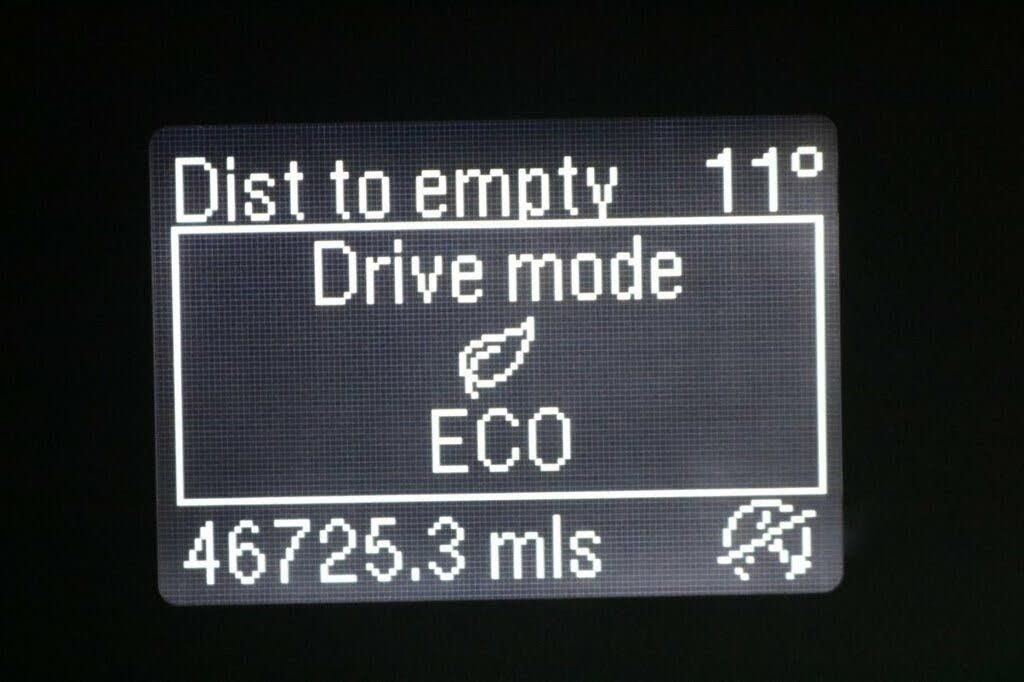 Dist to empty 11°
Drive mode
ECO
46725.3 mls